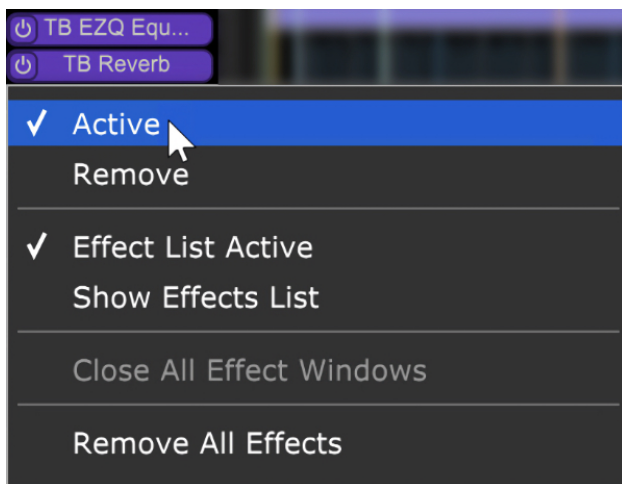 TB EZQ Equ...
TB Reverb
Active
Remove
Effect List Active
Show Effects List
Close All Effect Windows
Remove All Effects